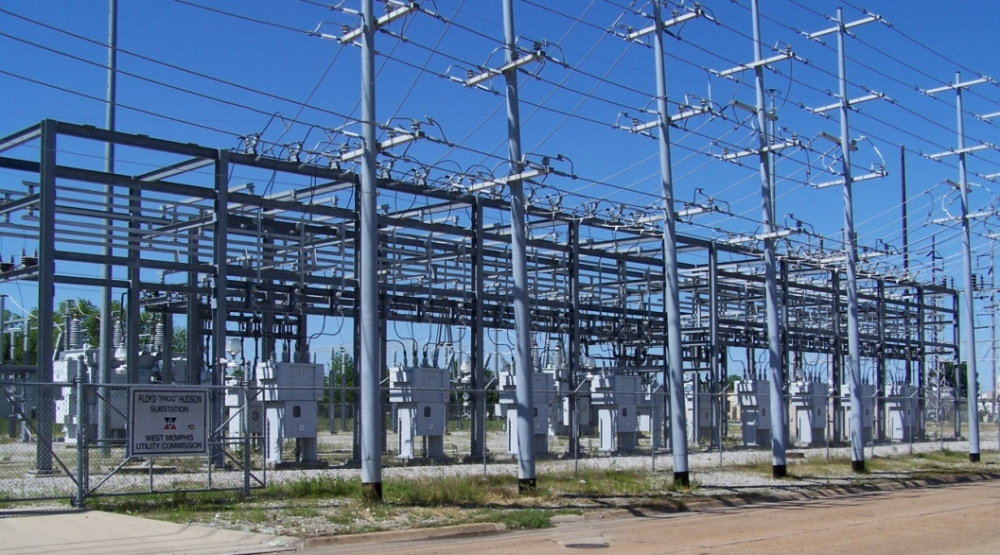 FLOYD "FROG" HUDSON
SUBSTATION
WEST MEMPHIS
UTILITY COMMISSION